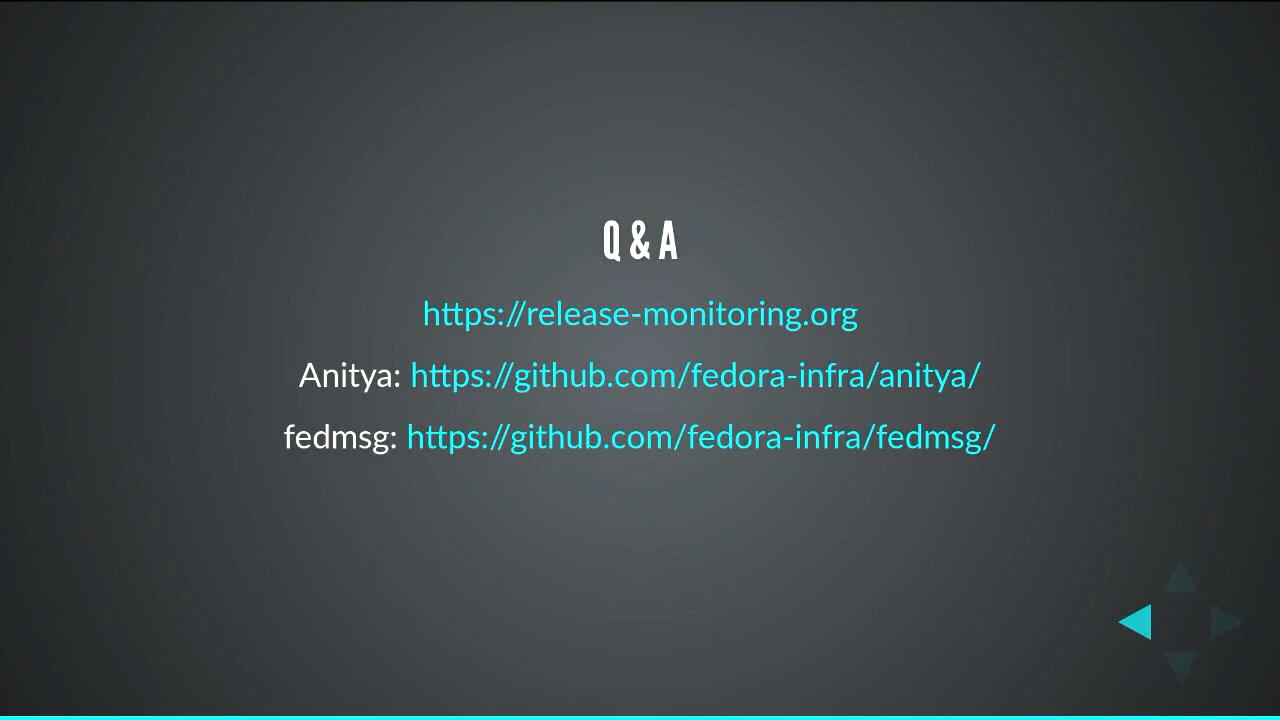 Q & A
https://release-monitoring.org
Anitya: https://github.com/fedora-infra/anitya/
fedmsg: https://github.com/fedora-infra/fedmsg/